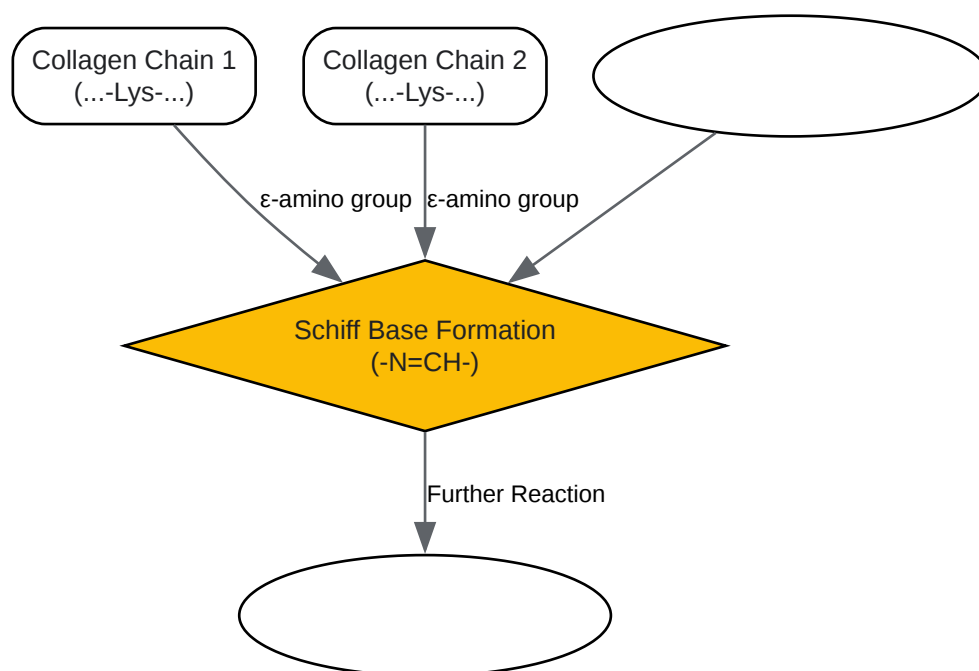 Collagen Chain 1
(...-Lys-...)
Collagen Chain 2
(...-Lys-...)
ε-amino group
ε-amino group
Schiff Base Formation
(-N=CH-)
Further Reaction